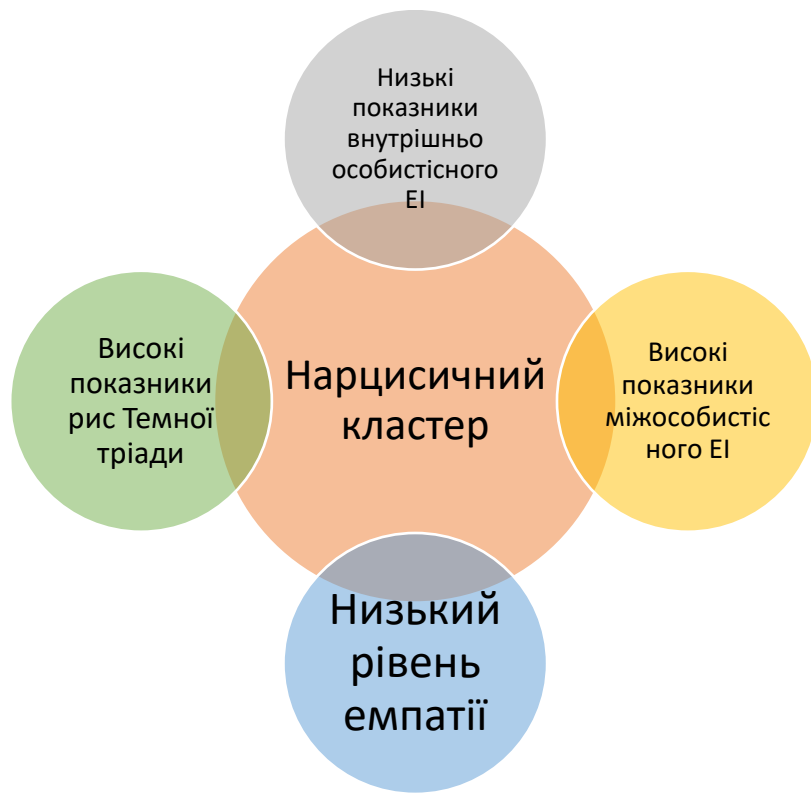 Низькі
показники
внутрішньо
особистісного
ЕІ
Високі
показники
рис Темної
тріади
Нарцисичний
кластер
Високі
показники
міжособистіс
ного ЕІ
Низький
рівень
емпатії